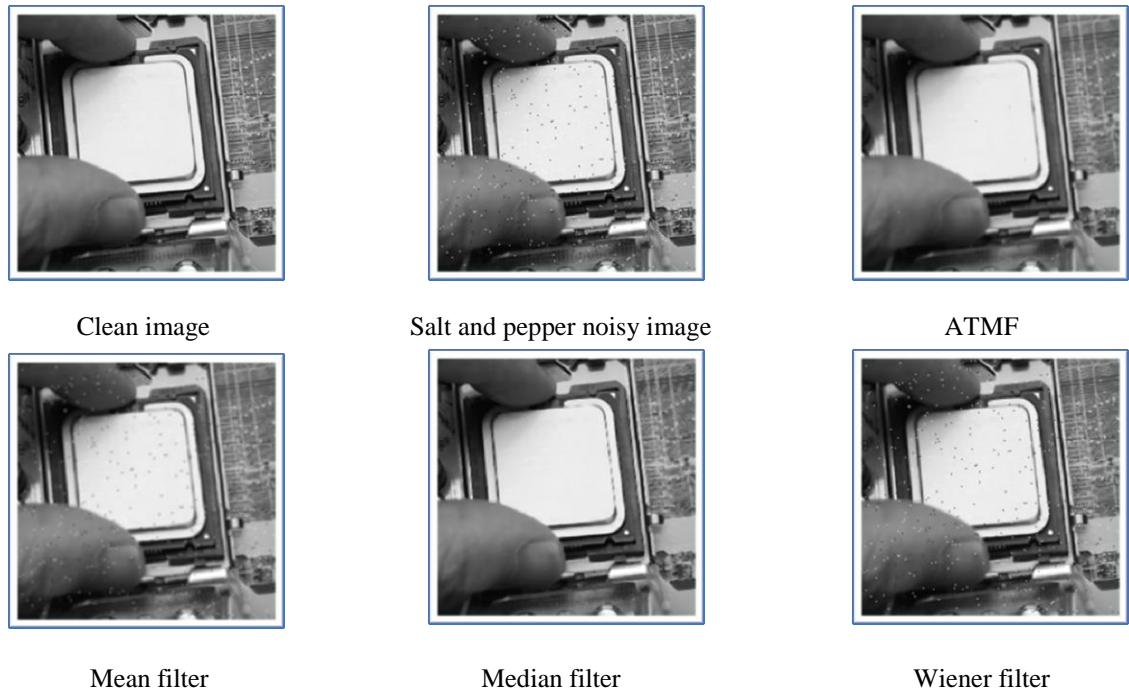 Clean image
Salt and pepper noisy image
ATMF
Mean filter
Median filter
Wiener filter